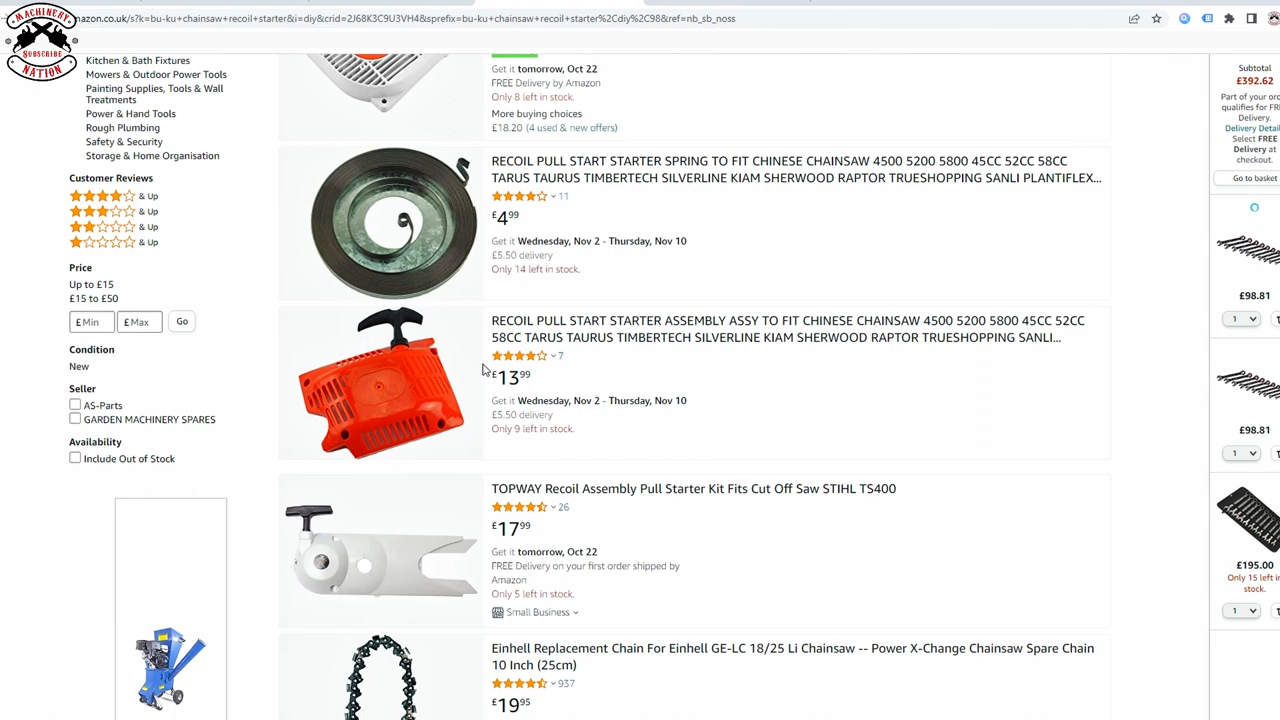 MACHINERY
SUBSCRIBE
NATION
mazon.co.uk/s?k=bu-ku+chainsaw+recoil+starter&i=diy&crid=2J68K3C9U3VH4&sprefix=bu-ku+chainsaw+recoil+starter%2Cdiy%2C98&ref=nb_sb_noss
Kitchen & Bath Fixtures
Mowers & Outdoor Power Tools
Painting Supplies, Tools & Wall
Treatments
Power & Hand Tools
Rough Plumbing
Safety & Security
Storage & Home Organisation
Customer Reviews
& Up
& Up
& Up
& Up
Price
Up to £15
£15 to £50
£ Min
£ Max
Go
Condition
New
Seller
AS-Parts
GARDEN MACHINERY SPARES
Availability
Include Out of Stock
Get it tomorrow, Oct 22
FREE Delivery by Amazon
Only 8 left in stock.
More buying choices
£18.20 (4 used & new offers)
RECOIL PULL START STARTER SPRING TO FIT CHINESE CHAINSAW 4500 5200 5800 45CC 52CC 58CC
TARUS TAURUS TIMBERTECH SILVERLINE KIAM SHERWOOD RAPTOR TRUESHOPPING SANLI PLANTIFLEX...
11
£4.99
Get it Wednesday, Nov 2 - Thursday, Nov 10
£5.50 delivery
Only 14 left in stock.
RECOIL PULL START STARTER ASSEMBLY ASSY TO FIT CHINESE CHAINSAW 4500 5200 5800 45CC 52CC
58CC TARUS TAURUS TIMBERTECH SILVERLINE KIAM SHERWOOD RAPTOR TRUESHOPPING SANLI...
7
£13.99
Get it Wednesday, Nov 2 - Thursday, Nov 10
£5.50 delivery
Only 9 left in stock.
TOPWAY Recoil Assembly Pull Starter Kit Fits Cut Off Saw STIHL TS400
26
£17.99
Get it tomorrow, Oct 22
FREE Delivery on your first order shipped by
Amazon
Only 5 left in stock.
Small Business
Einhell Replacement Chain For Einhell GE-LC 18/25 Li Chainsaw -- Power X-Change Chainsaw Spare Chain
10 Inch (25cm)
937
£19.95
Subtotal
£392.62
Part of your ord
qualifies for FREE
Delivery.
Delivery Detail
Select FREE
Delivery at
checkout.
Go to basket
£98.81
1
£98.81
1
£195.00
Only 15 left in
stock.
1